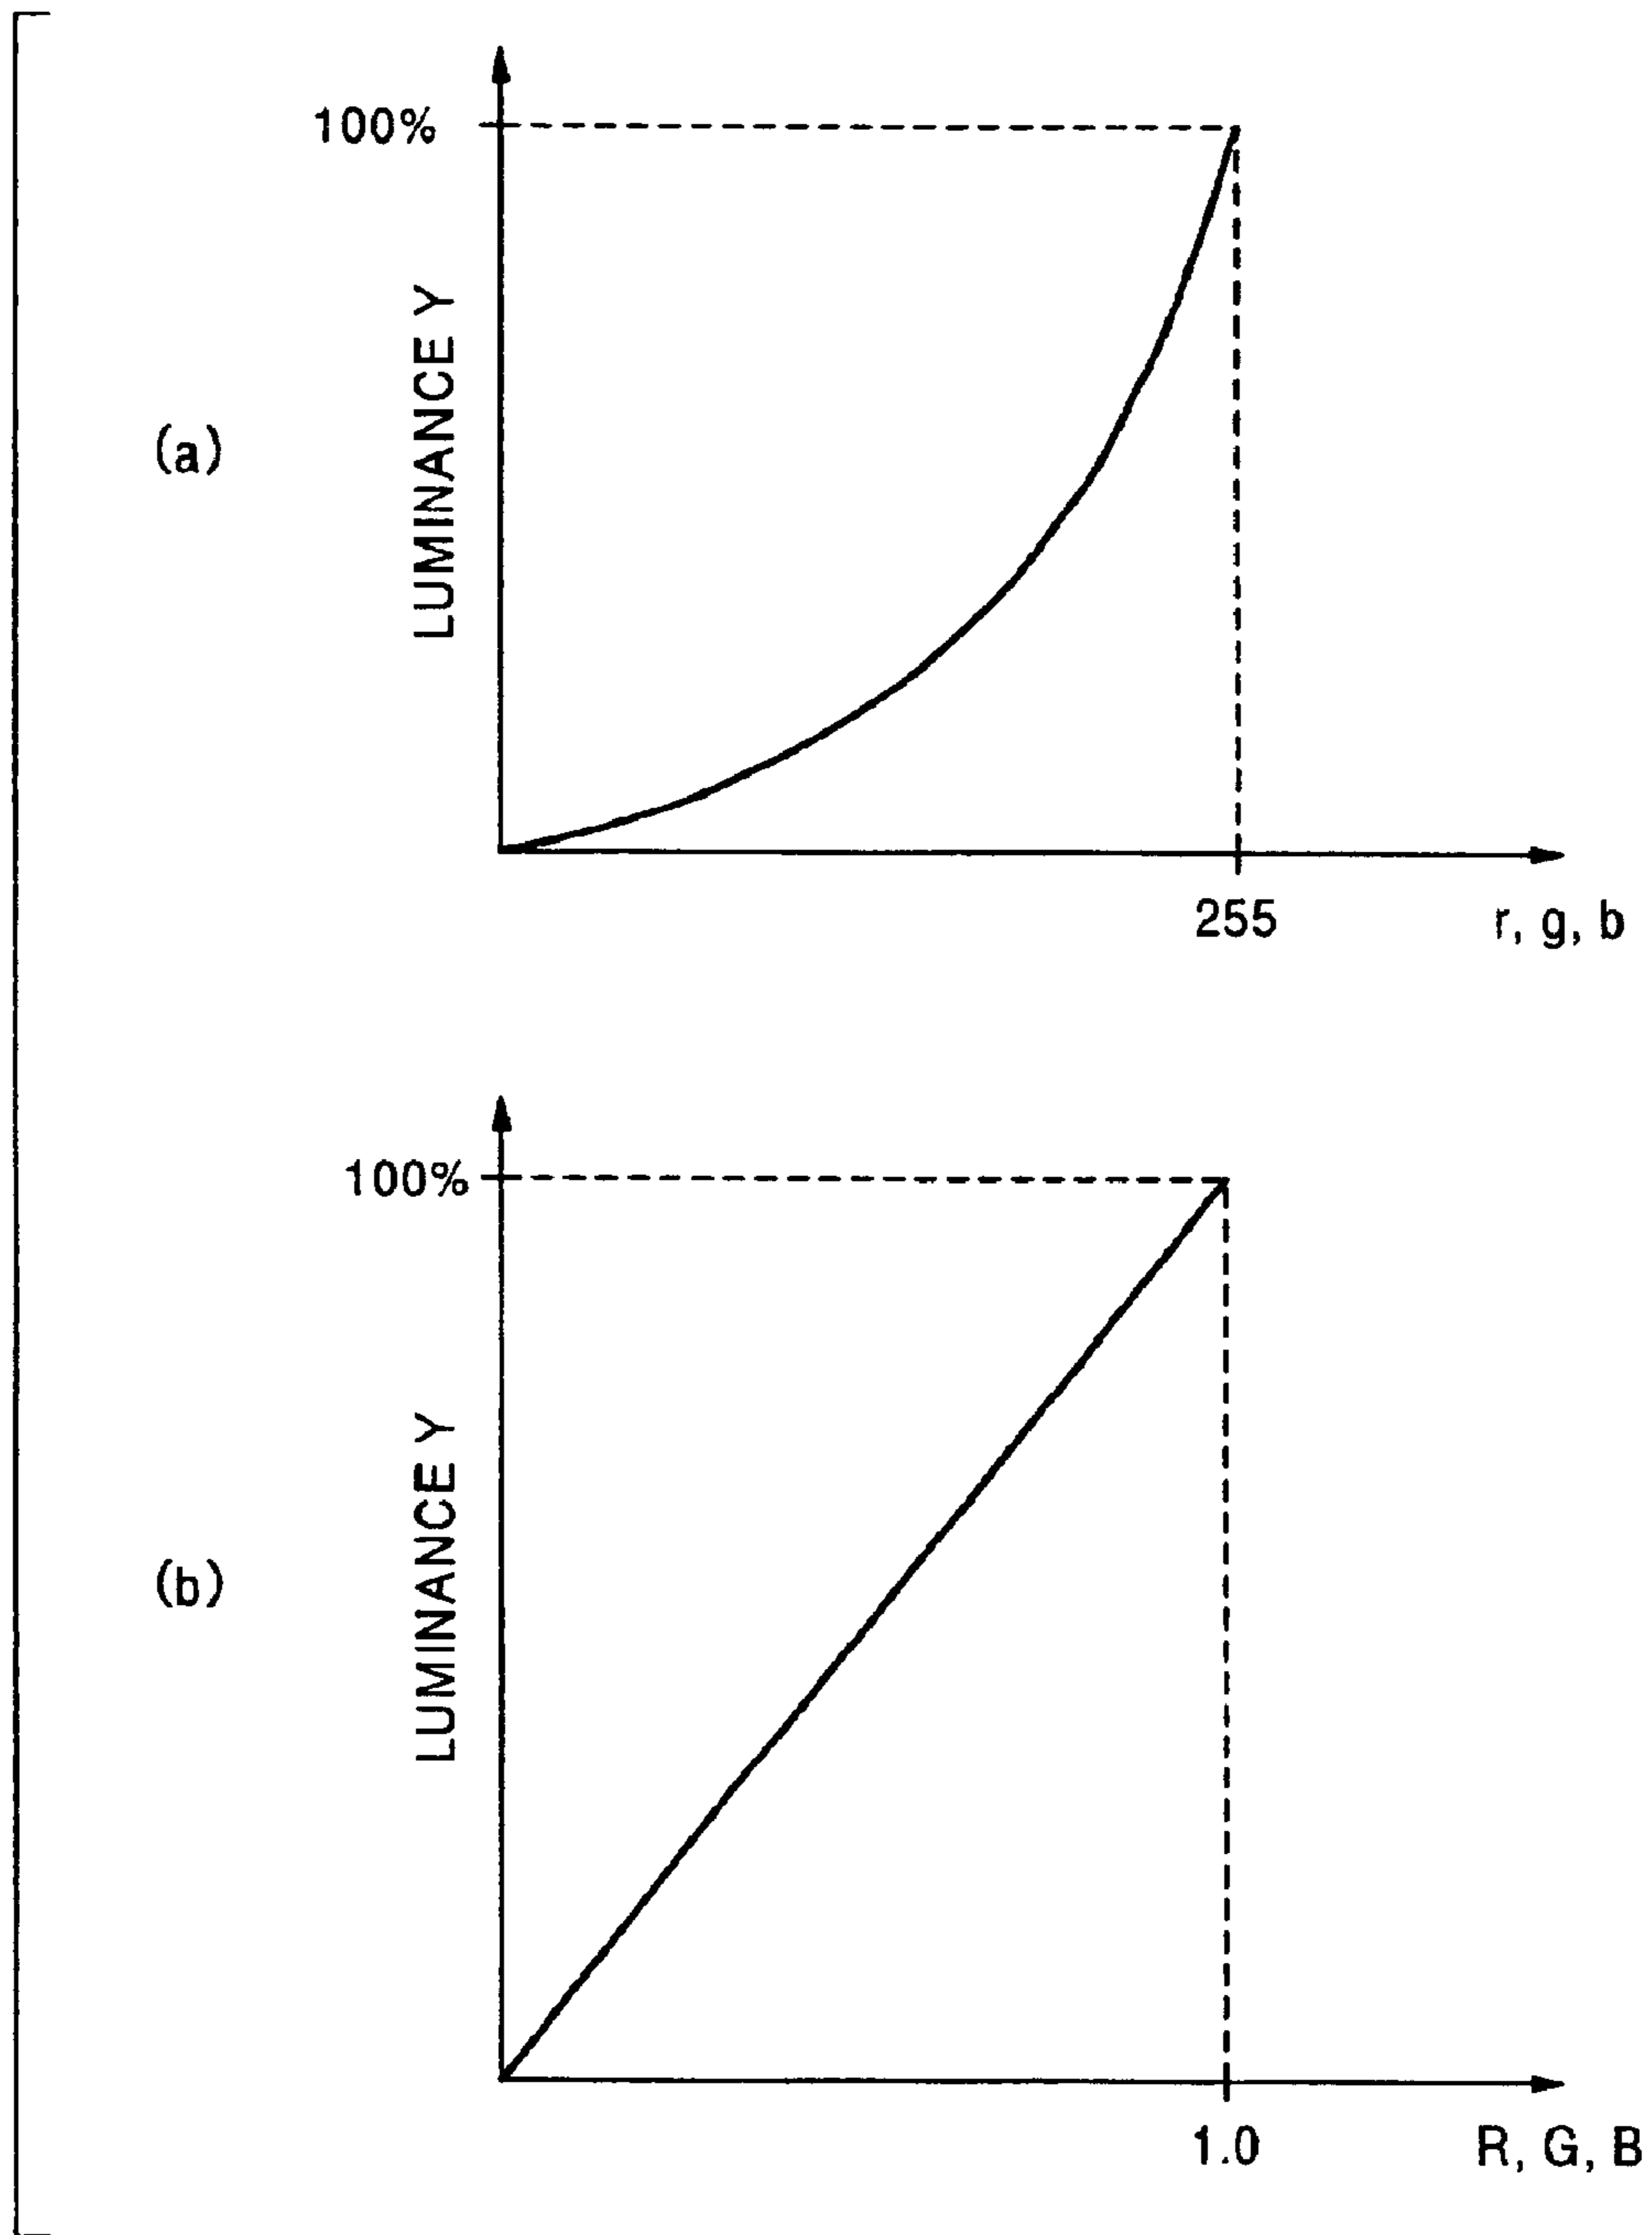 100%
LUMINANCE Y
(a)
255
r, g, b
100%
LUMINANCE Y
(b)
1.0
R, G, B